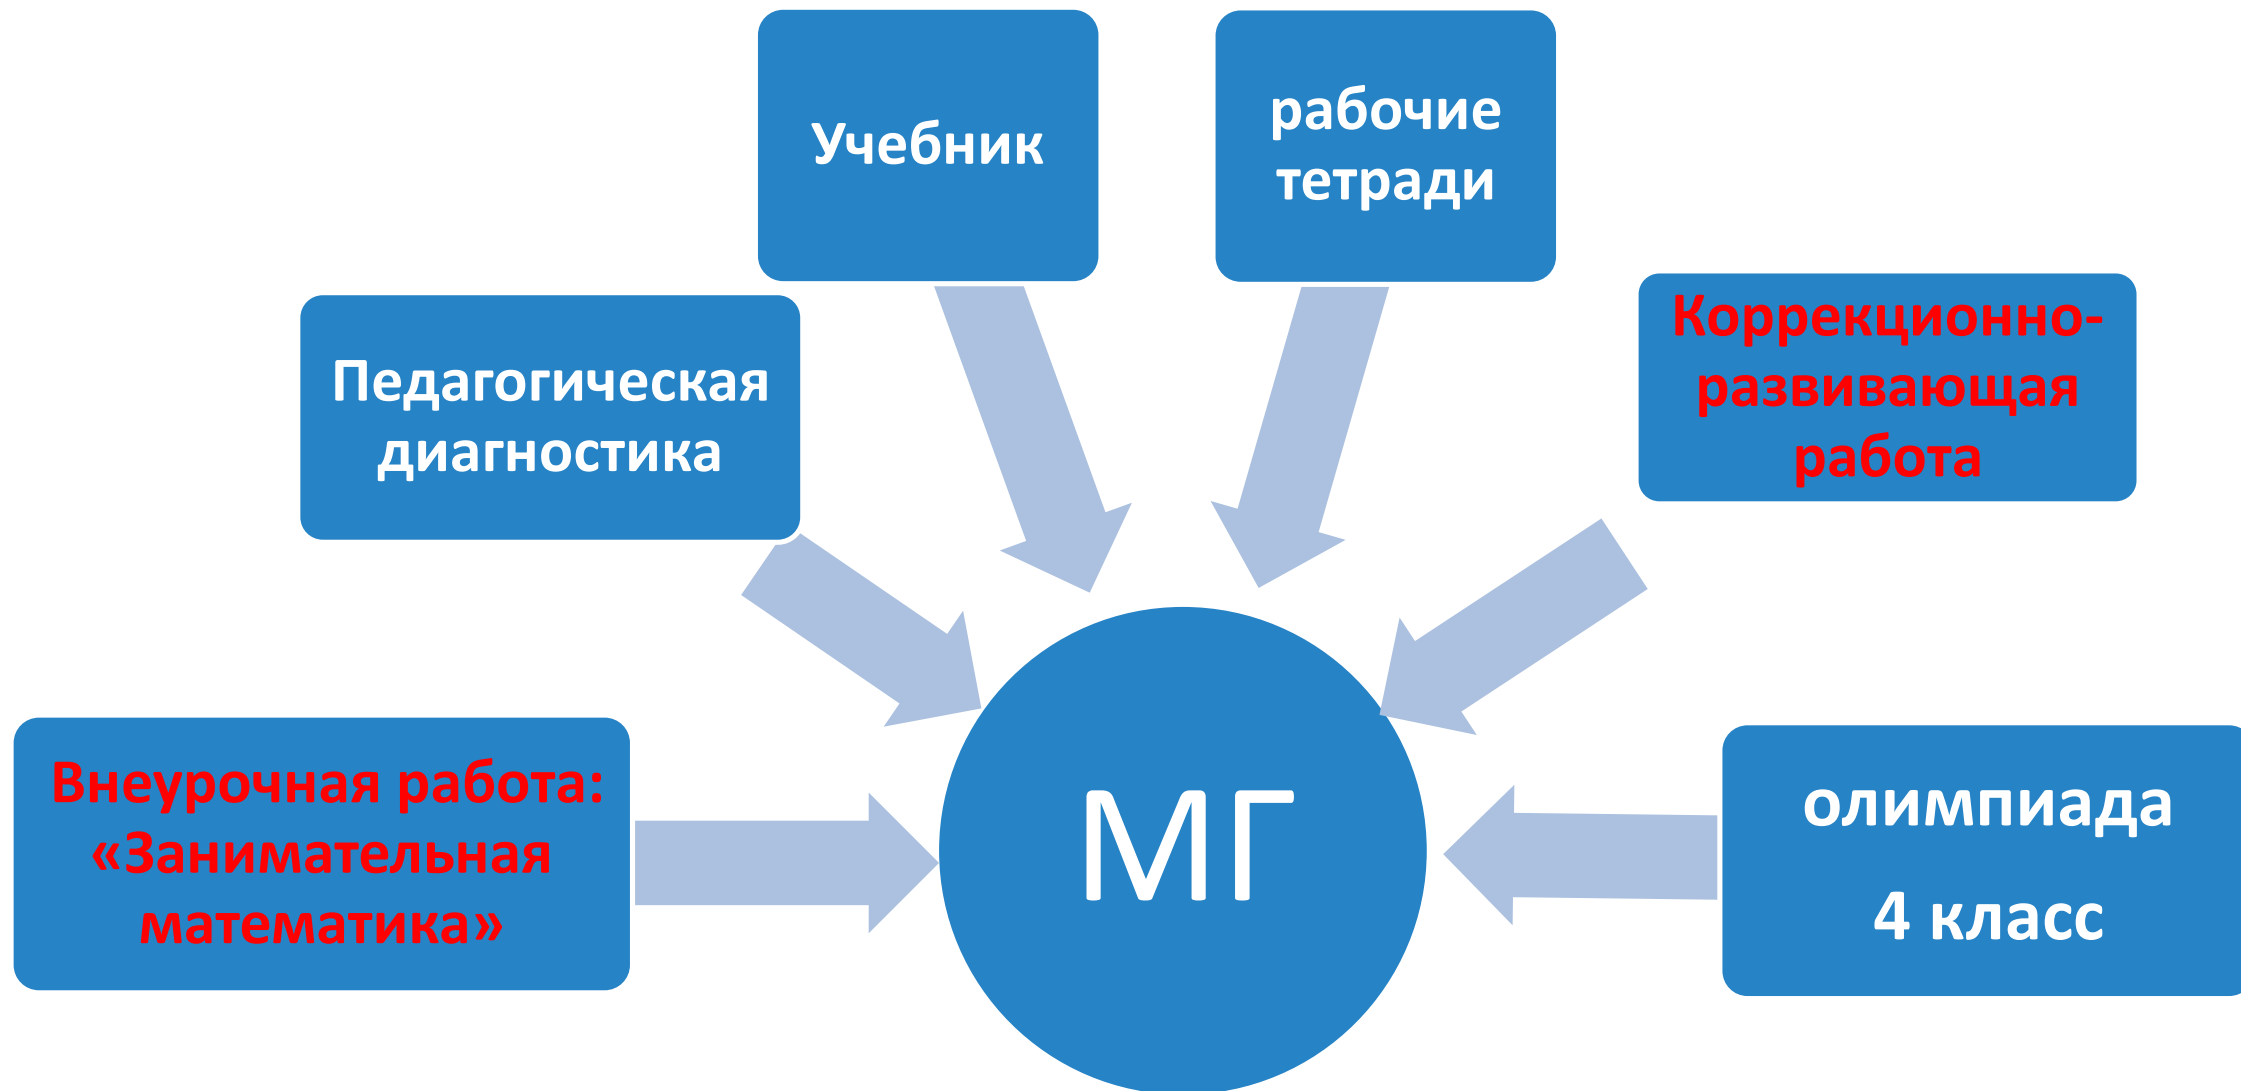 Учебник
рабочие
тетради
Педагогическая
диагностика
Коррекционно-
развивающая
работа
Внеурочная работа:
«Занимательная
математика»
МГ
олимпиада
4 класс